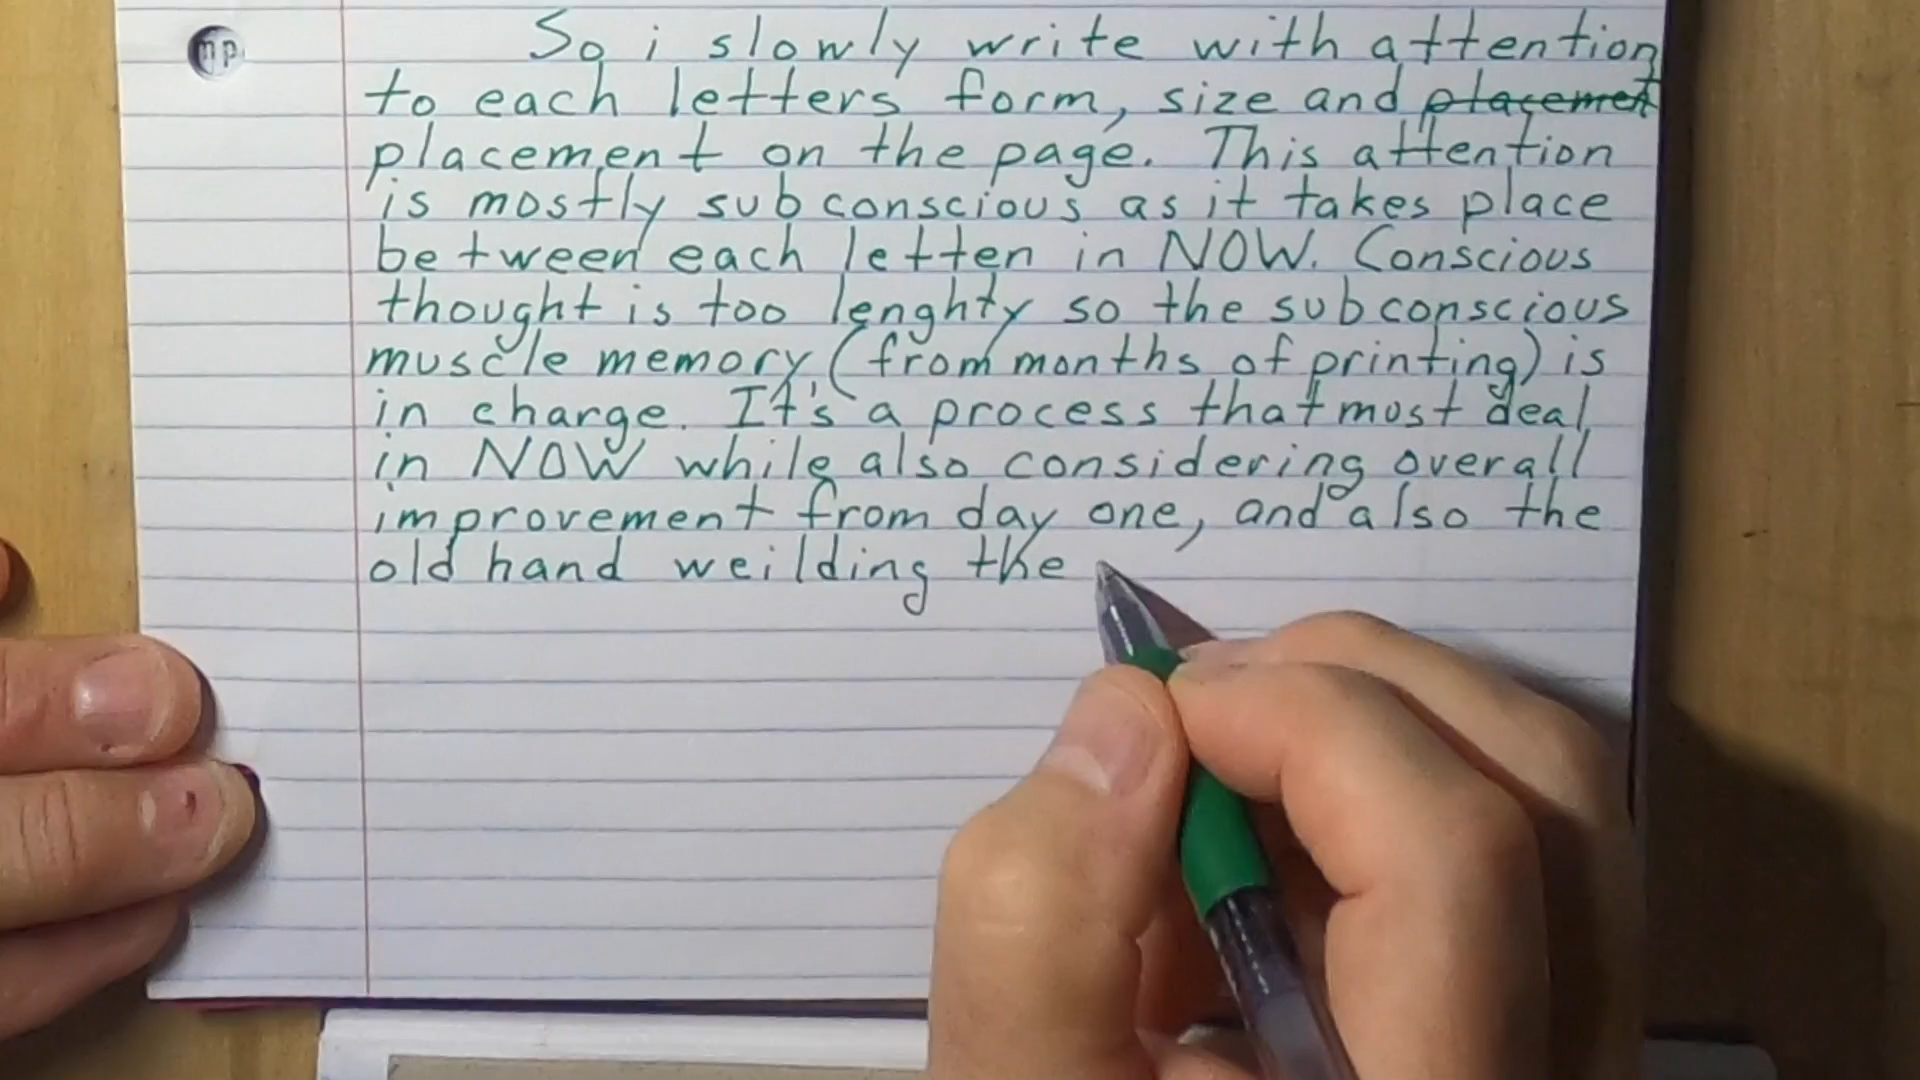 mp
So i slowly write with attention
to each letters form, size and placemet
placement on the page. This attention
is mostly subconscious as it takes place
between each letten in NOW. Conscious
thought is too lenghty so the subconscious
muscle memory (from months of printing) is
in charge. It's a process that most deal
in NOW while also considering overall
improvement from day one, and also the
old hand weilding the